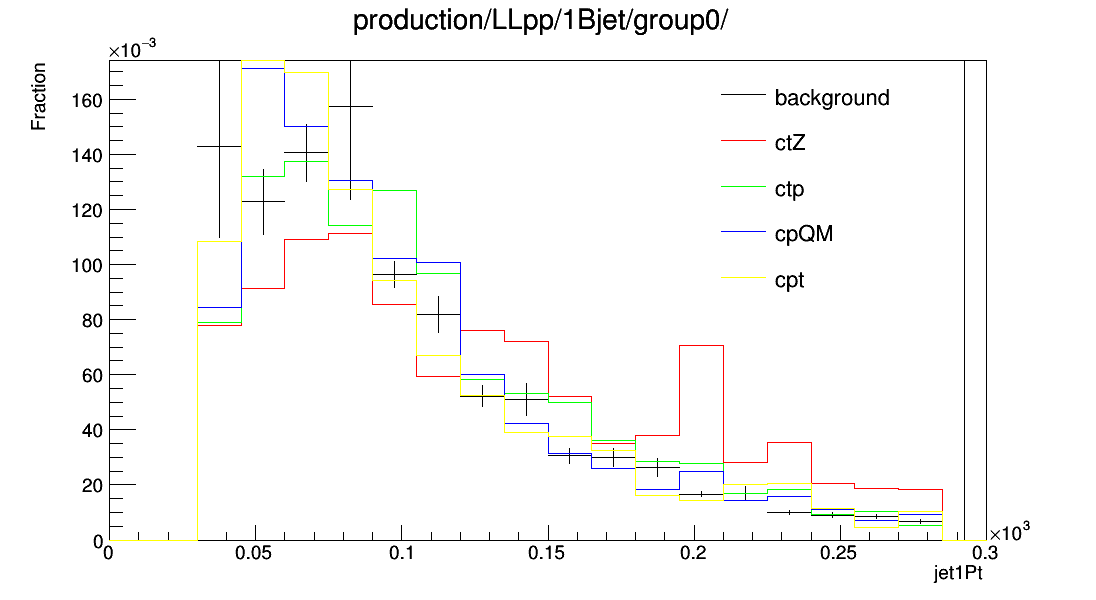 production/LLpp/1Bjet/group0/
×10⁻³
Fraction
160
140
120
100
80
60
40
20
0
background
ctZ
ctp
cpQM
cpt
0 0.05 0.1 0.15 0.2 0.25 0.3
×10³
jet1Pt